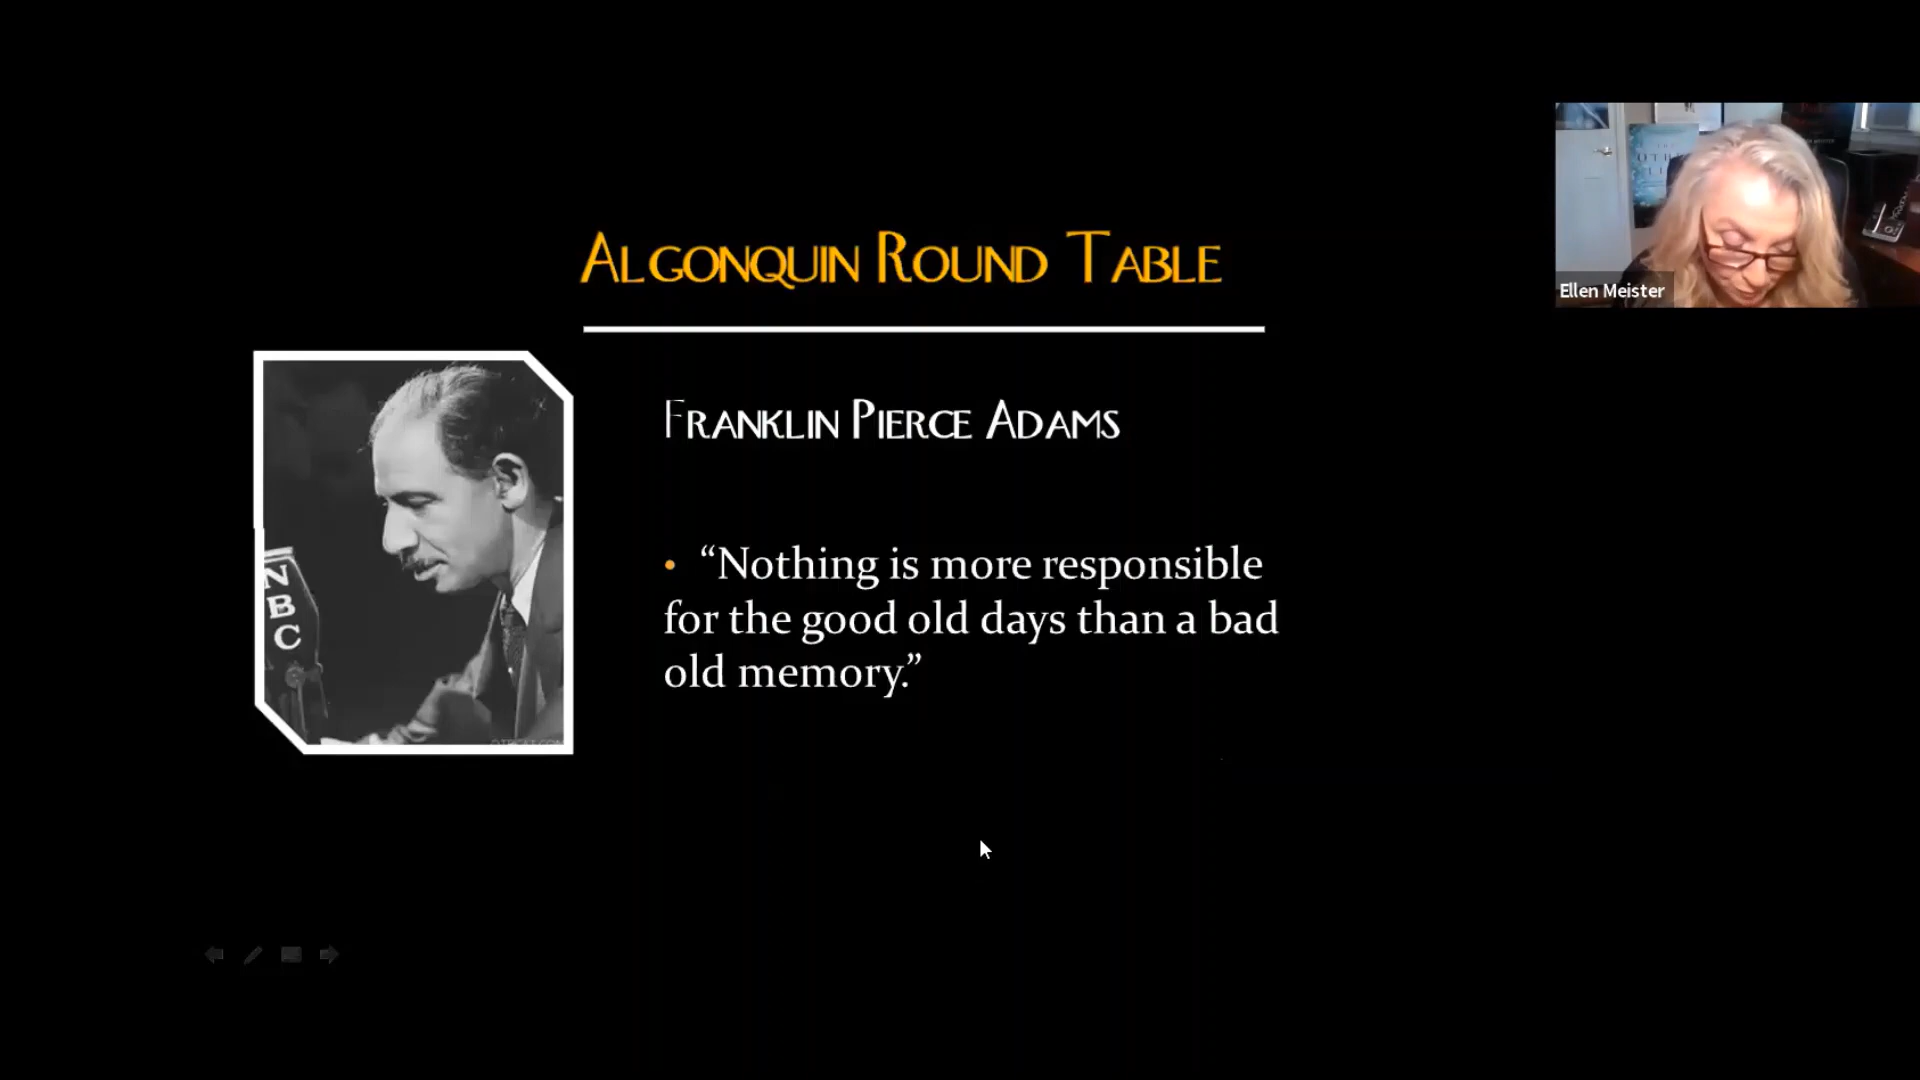 ALGONQUIN ROUND TABLE
Ellen Meister
FRANKLIN PIERCE ADAMS
• “Nothing is more responsible
for the good old days than a bad
old memory.”
N
B
C